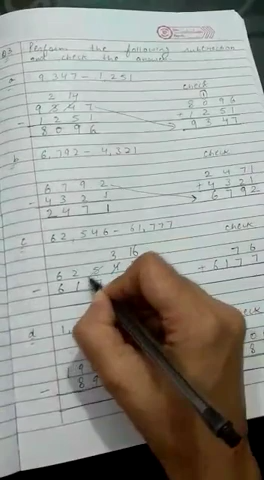 Q2 Perform the following subtraction
and check the answer
a 9,347 - 1,251
check
2 14
9 3 4 7
- 1 2 5 1
8 0 9 6
1
8 0 9 6
+ 1 2 5 1
9 3 4 7
b 6,792 - 4,321
check
6 7 9 2
- 4 3 2 1
2 4 7 1
2 4 7 1
+ 4 3 2 1
6 7 9 2
c 62,546 - 61,777
check
3 16
6 2 5 4
- 6 1
7 6
+ 6 1 7 7
d
check